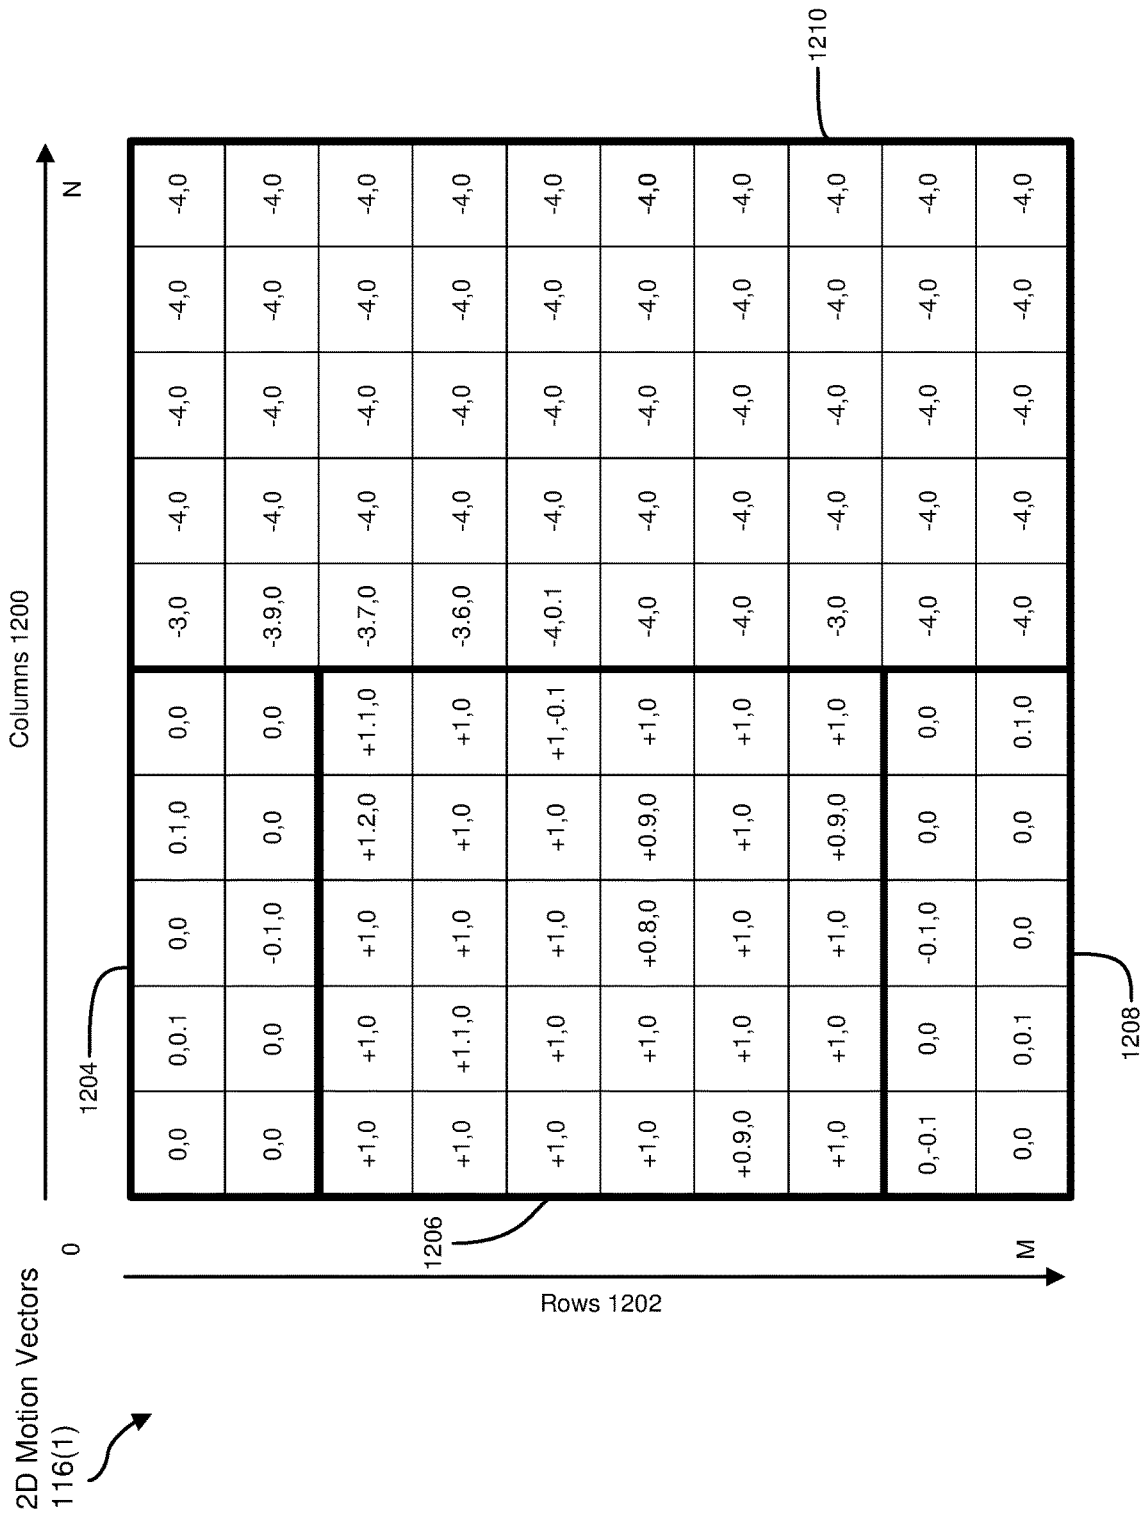 2D Motion Vectors
116(1)
Columns 1200
0 N
1204
0,0 0,0.1 0,0 0.1,0 0,0 -3,0 -4,0 -4,0 -4,0 -4,0
0,0 0,0 -0.1,0 0,0 0,0 -3.9,0 -4,0 -4,0 -4,0 -4,0
+1,0 +1,0 +1,0 +1.2,0 +1.1,0 -3.7,0 -4,0 -4,0 -4,0 -4,0
1206
+1,0 +1.1,0 +1,0 +1,0 +1,0 -3.6,0 -4,0 -4,0 -4,0 -4,0
+1,0 +1,0 +1,0 +1,0 +1,-0.1 -4,0.1 -4,0 -4,0 -4,0 -4,0
Rows 1202
+1,0 +1,0 +0.8,0 +0.9,0 +1,0 -4,0 -4,0 -4,0 -4,0 -4,0
+0.9,0 +1,0 +1,0 +1,0 +1,0 -4,0 -4,0 -4,0 -4,0 -4,0
1210
+1,0 +1,0 +1,0 +0.9,0 +1,0 -3,0 -4,0 -4,0 -4,0 -4,0
0,-0.1 0,0 -0.1,0 0,0 0,0 -4,0 -4,0 -4,0 -4,0 -4,0
M
0,0 0,0.1 0,0 0,0 0.1,0 -4,0 -4,0 -4,0 -4,0 -4,0
1208